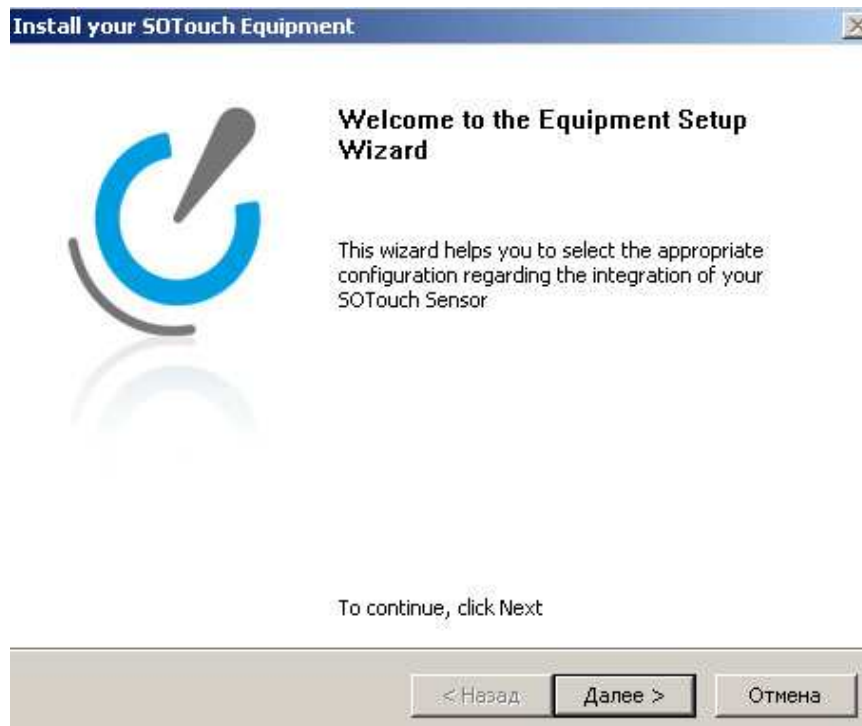 Install your SOTouch Equipment
Welcome to the Equipment Setup
Wizard
This wizard helps you to select the appropriate
configuration regarding the integration of your
SOTouch Sensor
To continue, click Next
< Назад
Далее >
Отмена